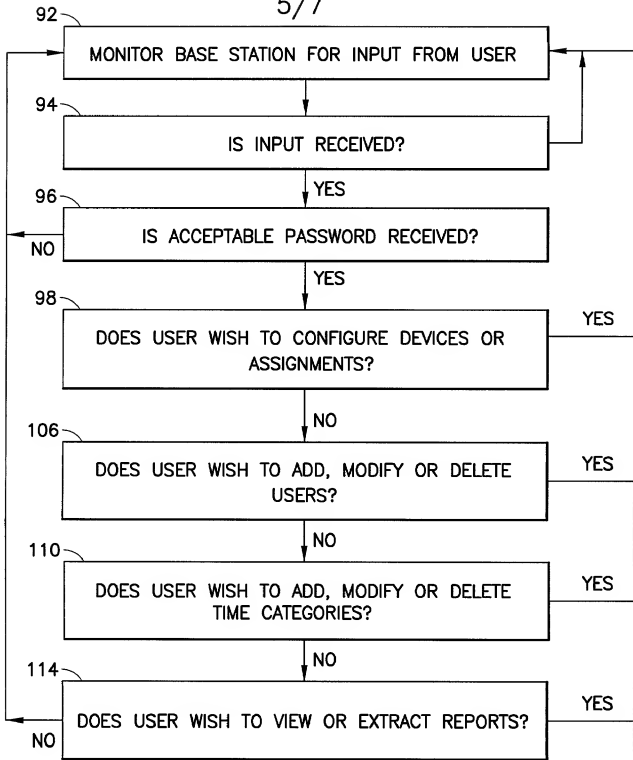 5/7
92
MONITOR BASE STATION FOR INPUT FROM USER
94
IS INPUT RECEIVED?
YES
96
IS ACCEPTABLE PASSWORD RECEIVED?
NO
YES
98
DOES USER WISH TO CONFIGURE DEVICES OR
ASSIGNMENTS?
YES
NO
106
DOES USER WISH TO ADD, MODIFY OR DELETE
USERS?
YES
NO
110
DOES USER WISH TO ADD, MODIFY OR DELETE
TIME CATEGORIES?
YES
NO
114
DOES USER WISH TO VIEW OR EXTRACT REPORTS?
YES
NO